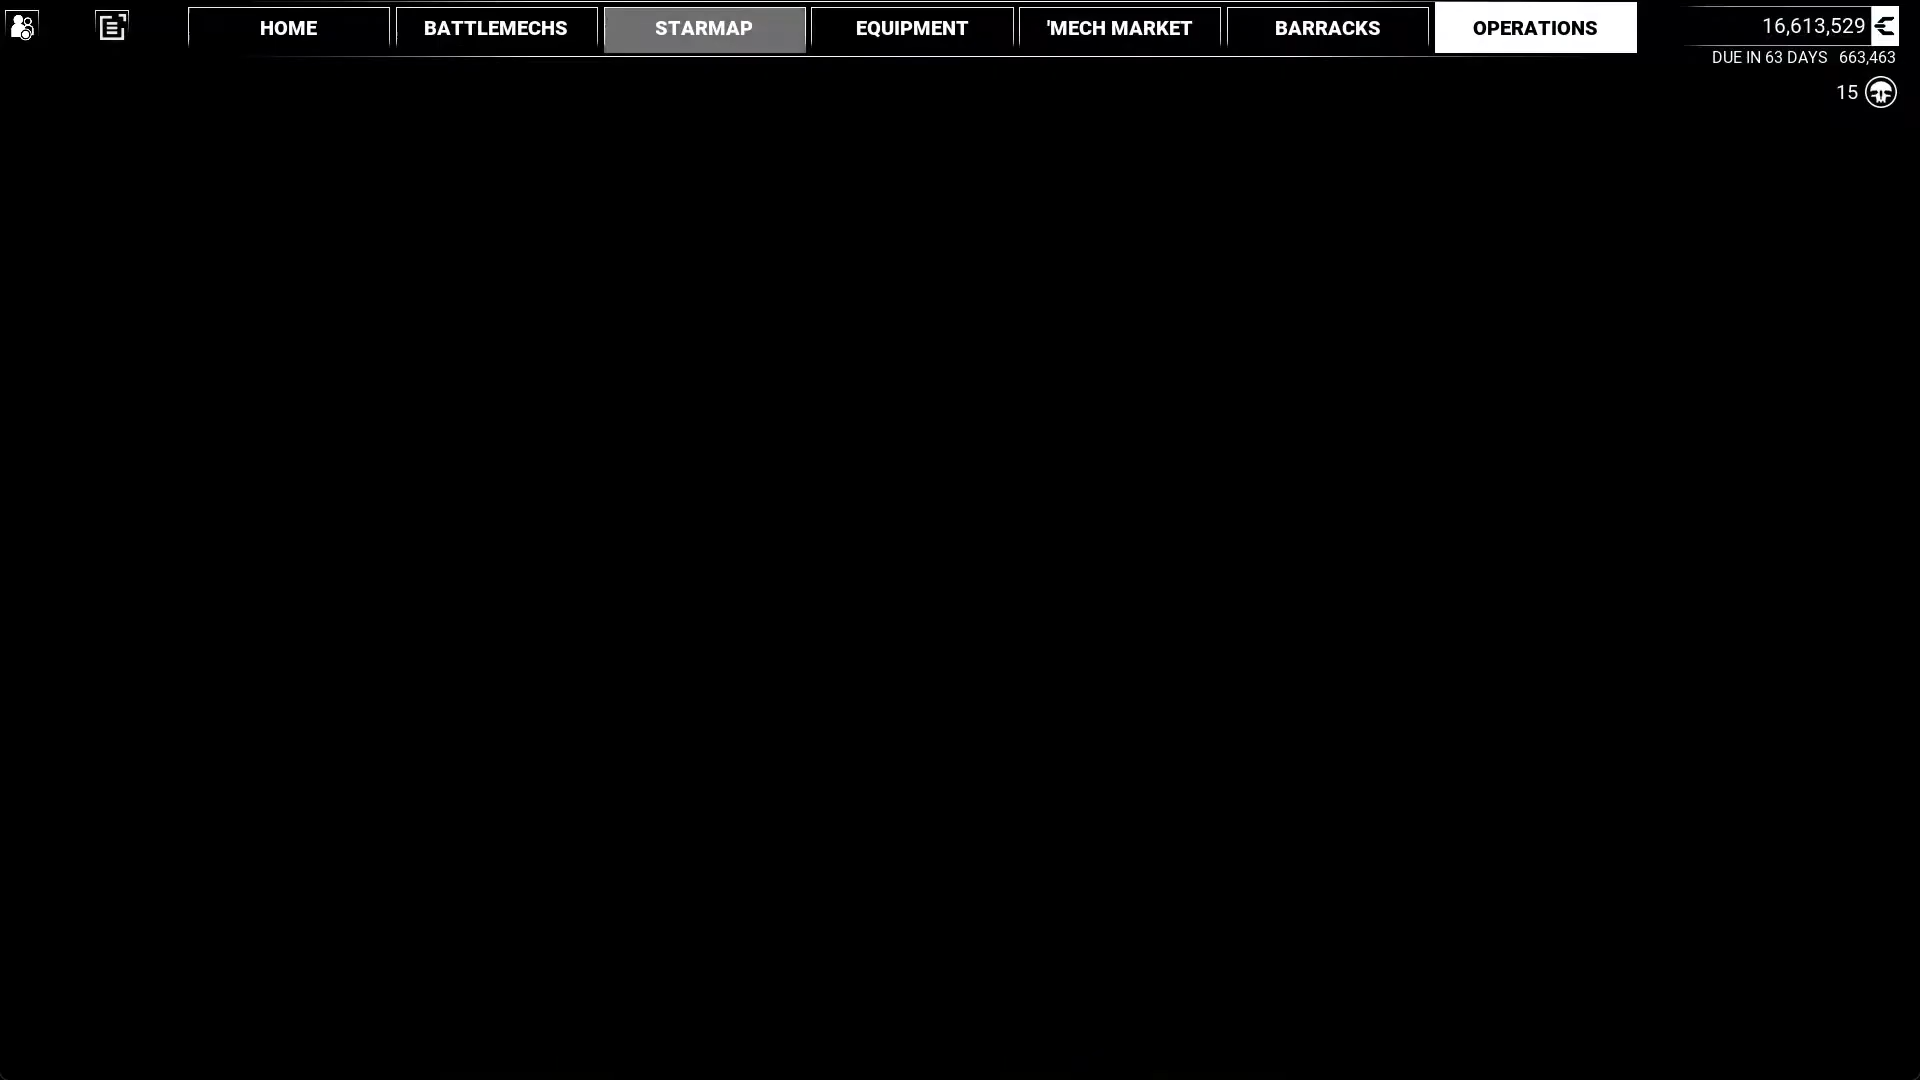 HOME
BATTLEMECHS
STARMAP
EQUIPMENT
'MECH MARKET
BARRACKS
OPERATIONS
16,613,529
DUE IN 63 DAYS 663,463
15